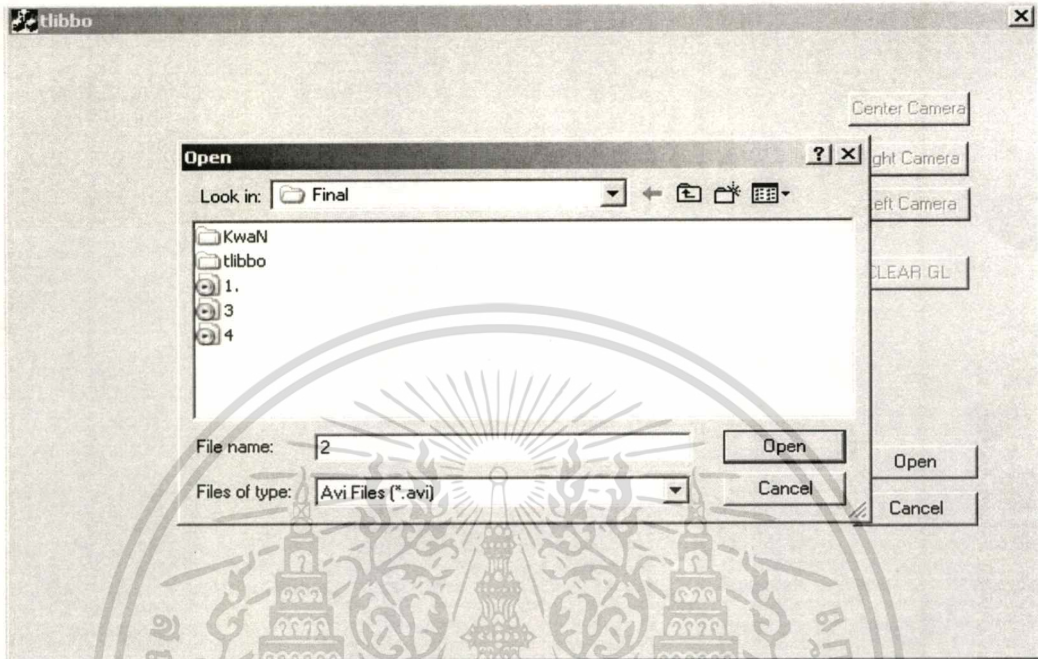 tlibbo
Center Camera
ght Camera
eft Camera
CLEAR GL
Open
Cancel
Open
Look in: Final
KwaN
tlibbo
1.
3
4
File name: 2
Open
Files of type: Avi Files (*.avi)
Cancel